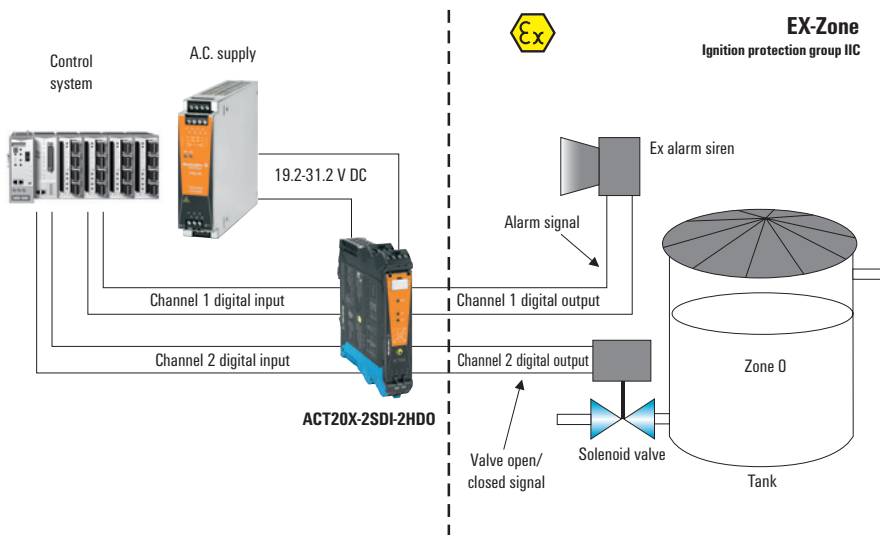 EX-Zone
Ignition protection group IIC
Ex
Control
system
A.C. supply
19.2-31.2 V DC
Ex alarm siren
Alarm signal
Channel 1 digital input
Channel 1 digital output
Channel 2 digital input
Channel 2 digital output
Zone 0
ACT20X-2SDI-2HDO
Valve open/
closed signal
Solenoid valve
Tank